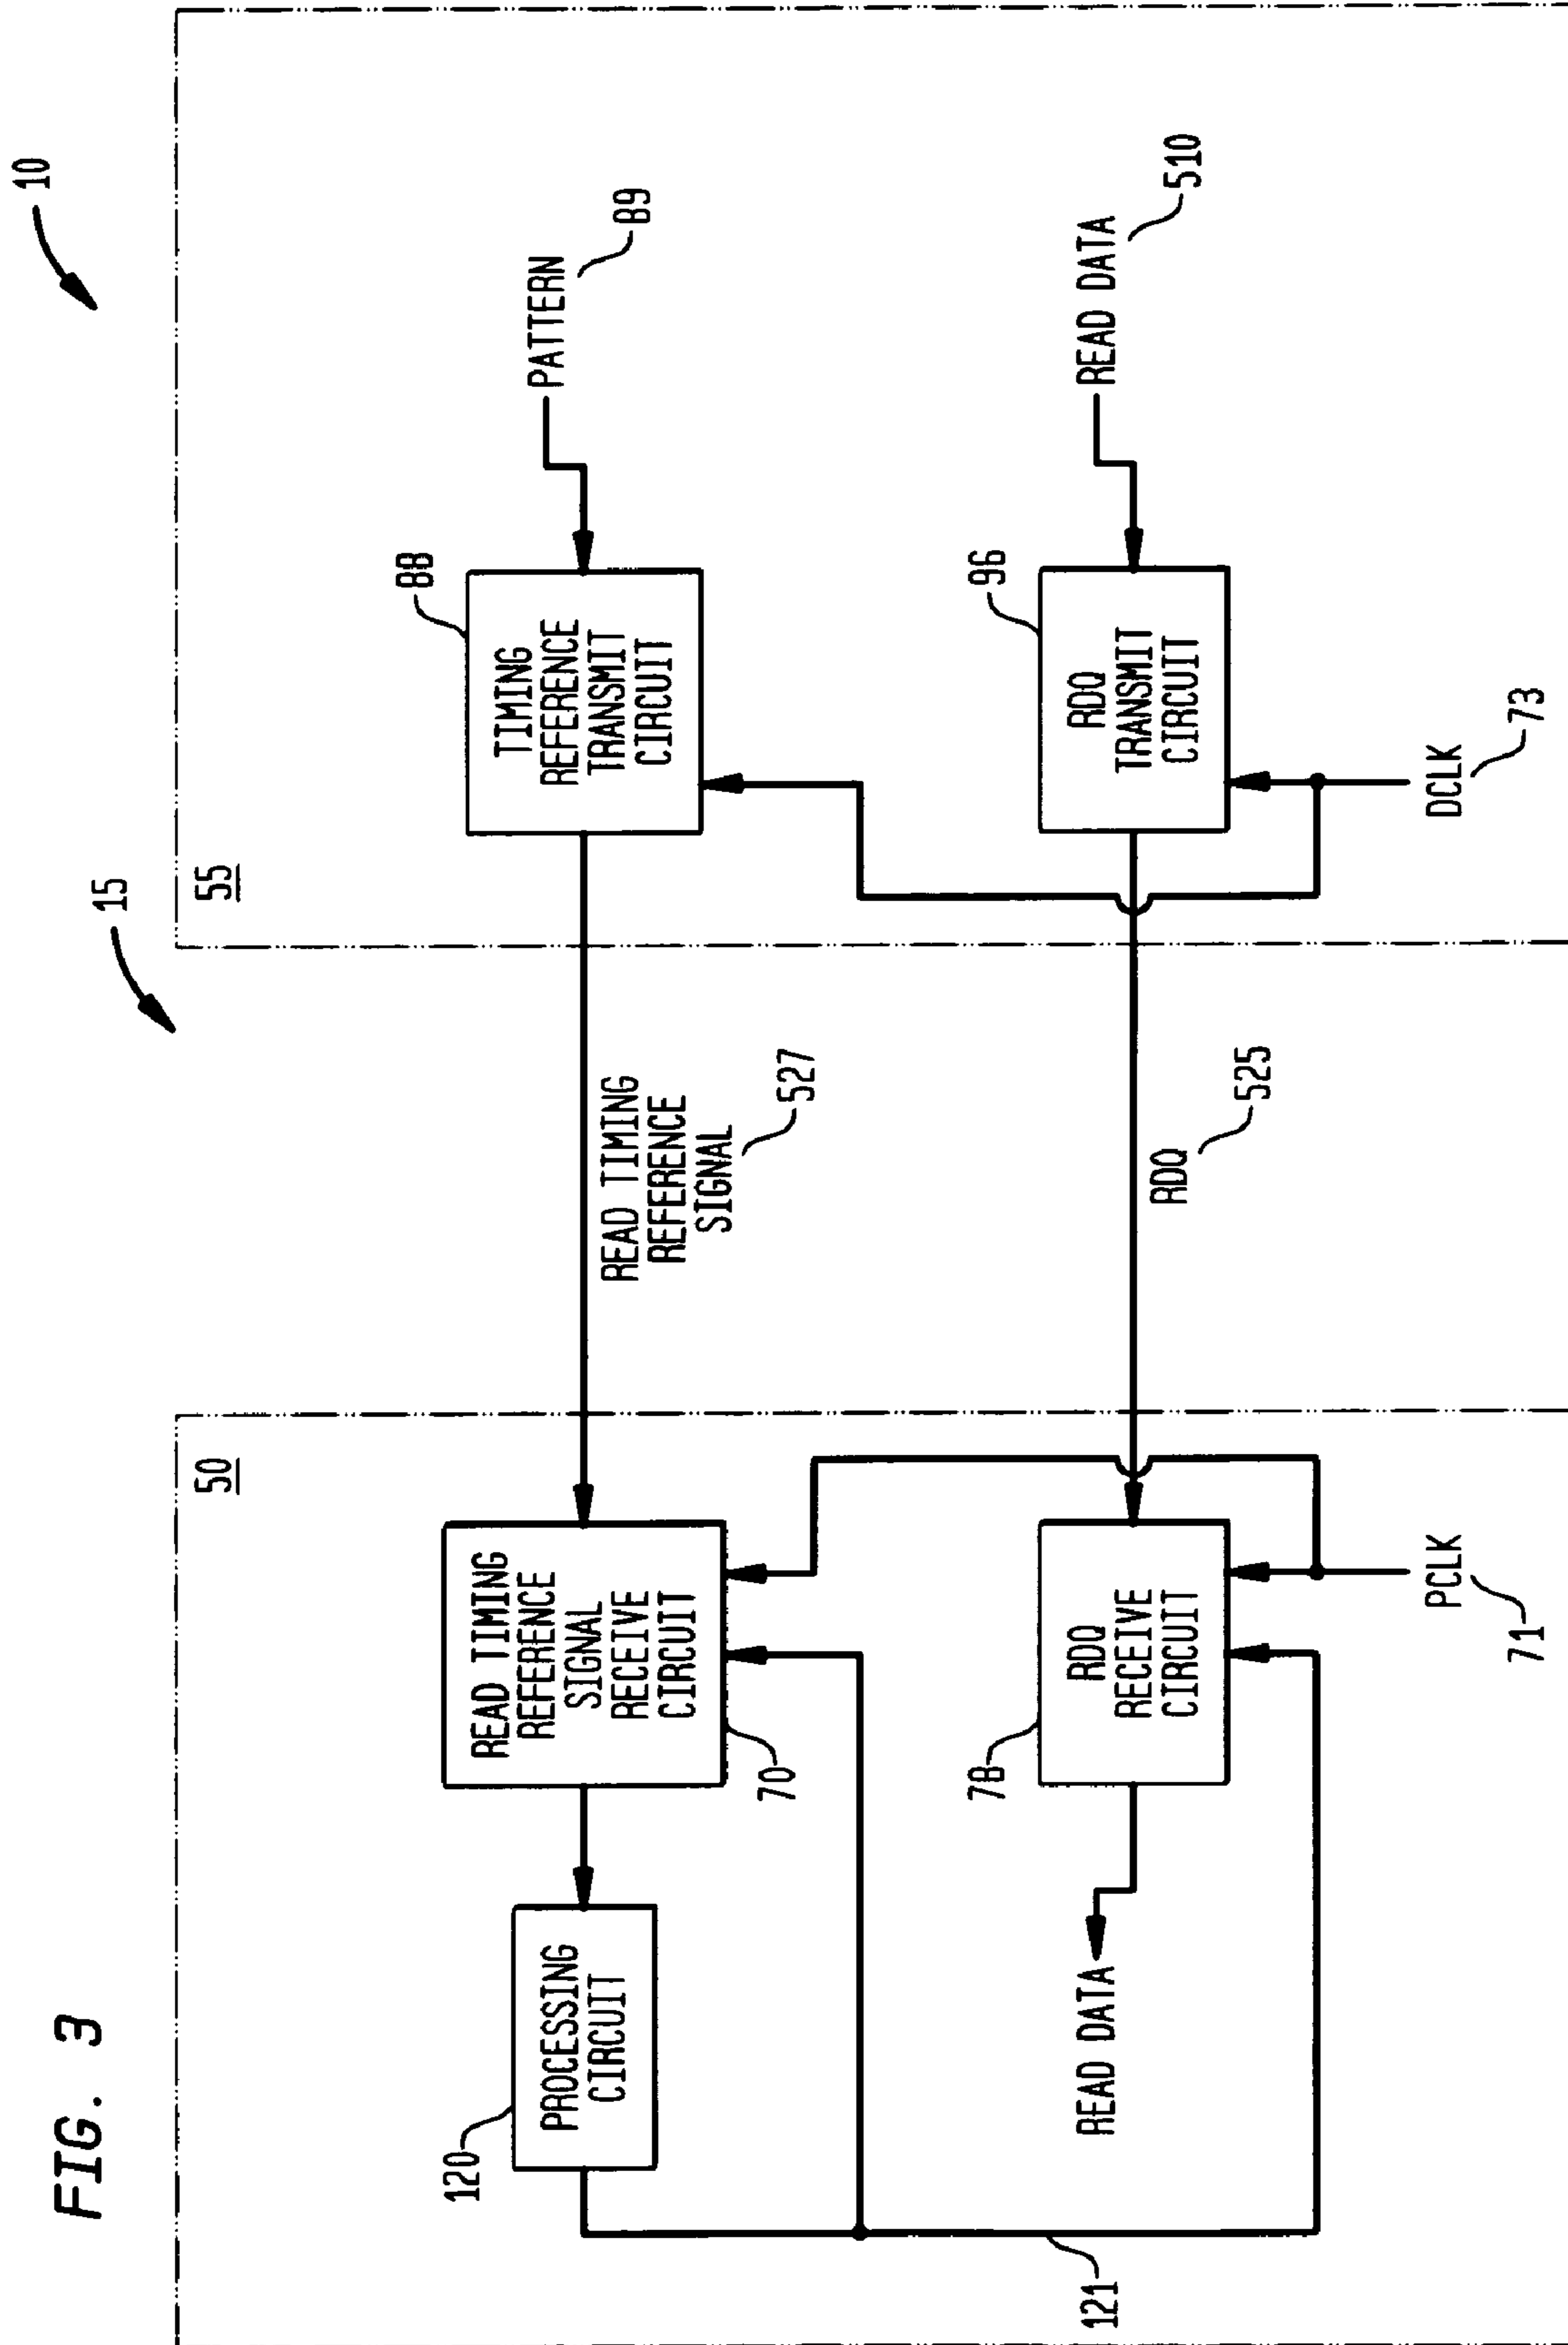 FIG. 3
10
15
50
55
120
PROCESSING
CIRCUIT
READ TIMING
REFERENCE
SIGNAL
RECEIVE
CIRCUIT
70
READ TIMING
REFERENCE
SIGNAL
527
88
TIMING
REFERENCE
TRANSMIT
CIRCUIT
PATTERN
89
121
READ DATA
78
RDQ
RECEIVE
CIRCUIT
RDQ
525
96
RDQ
TRANSMIT
CIRCUIT
READ DATA
510
PCLK
71
DCLK
73